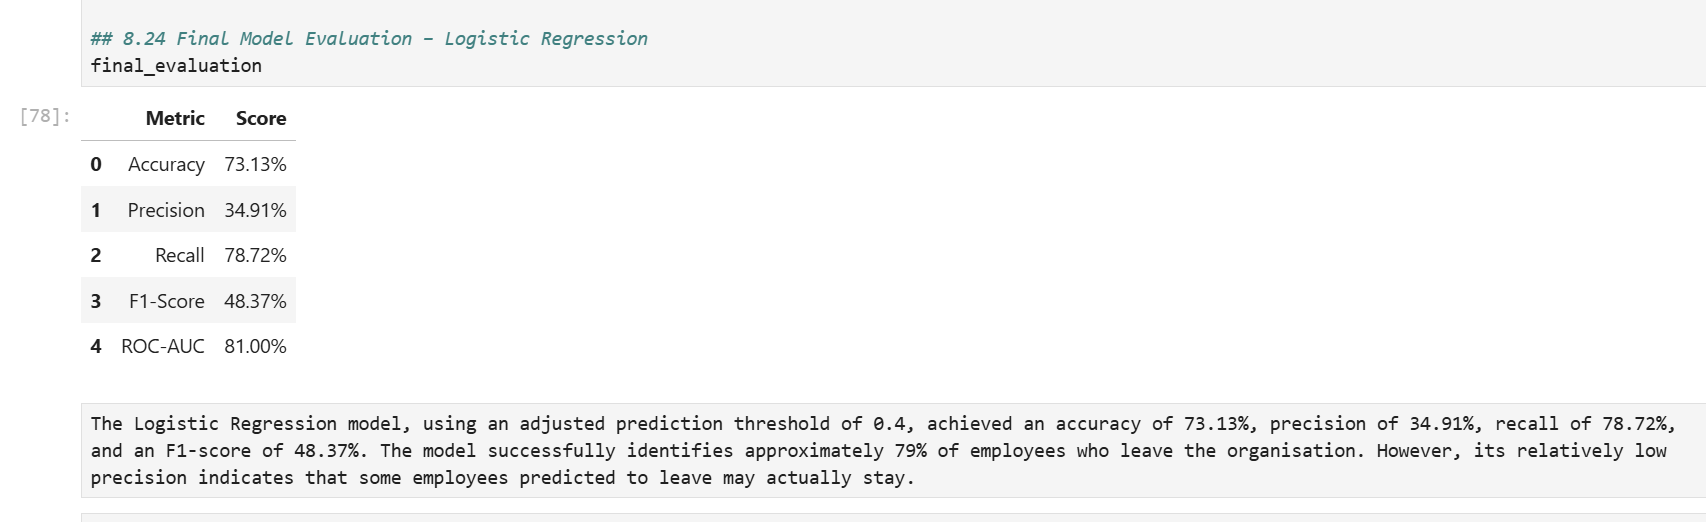 ## 8.24 Final Model Evaluation – Logistic Regression
final_evaluation
[78]:
Metric Score
0 Accuracy 73.13%
1 Precision 34.91%
2 Recall 78.72%
3 F1-Score 48.37%
4 ROC-AUC 81.00%
The Logistic Regression model, using an adjusted prediction threshold of 0.4, achieved an accuracy of 73.13%, precision of 34.91%, recall of 78.72%,
and an F1-score of 48.37%. The model successfully identifies approximately 79% of employees who leave the organisation. However, its relatively low
precision indicates that some employees predicted to leave may actually stay.